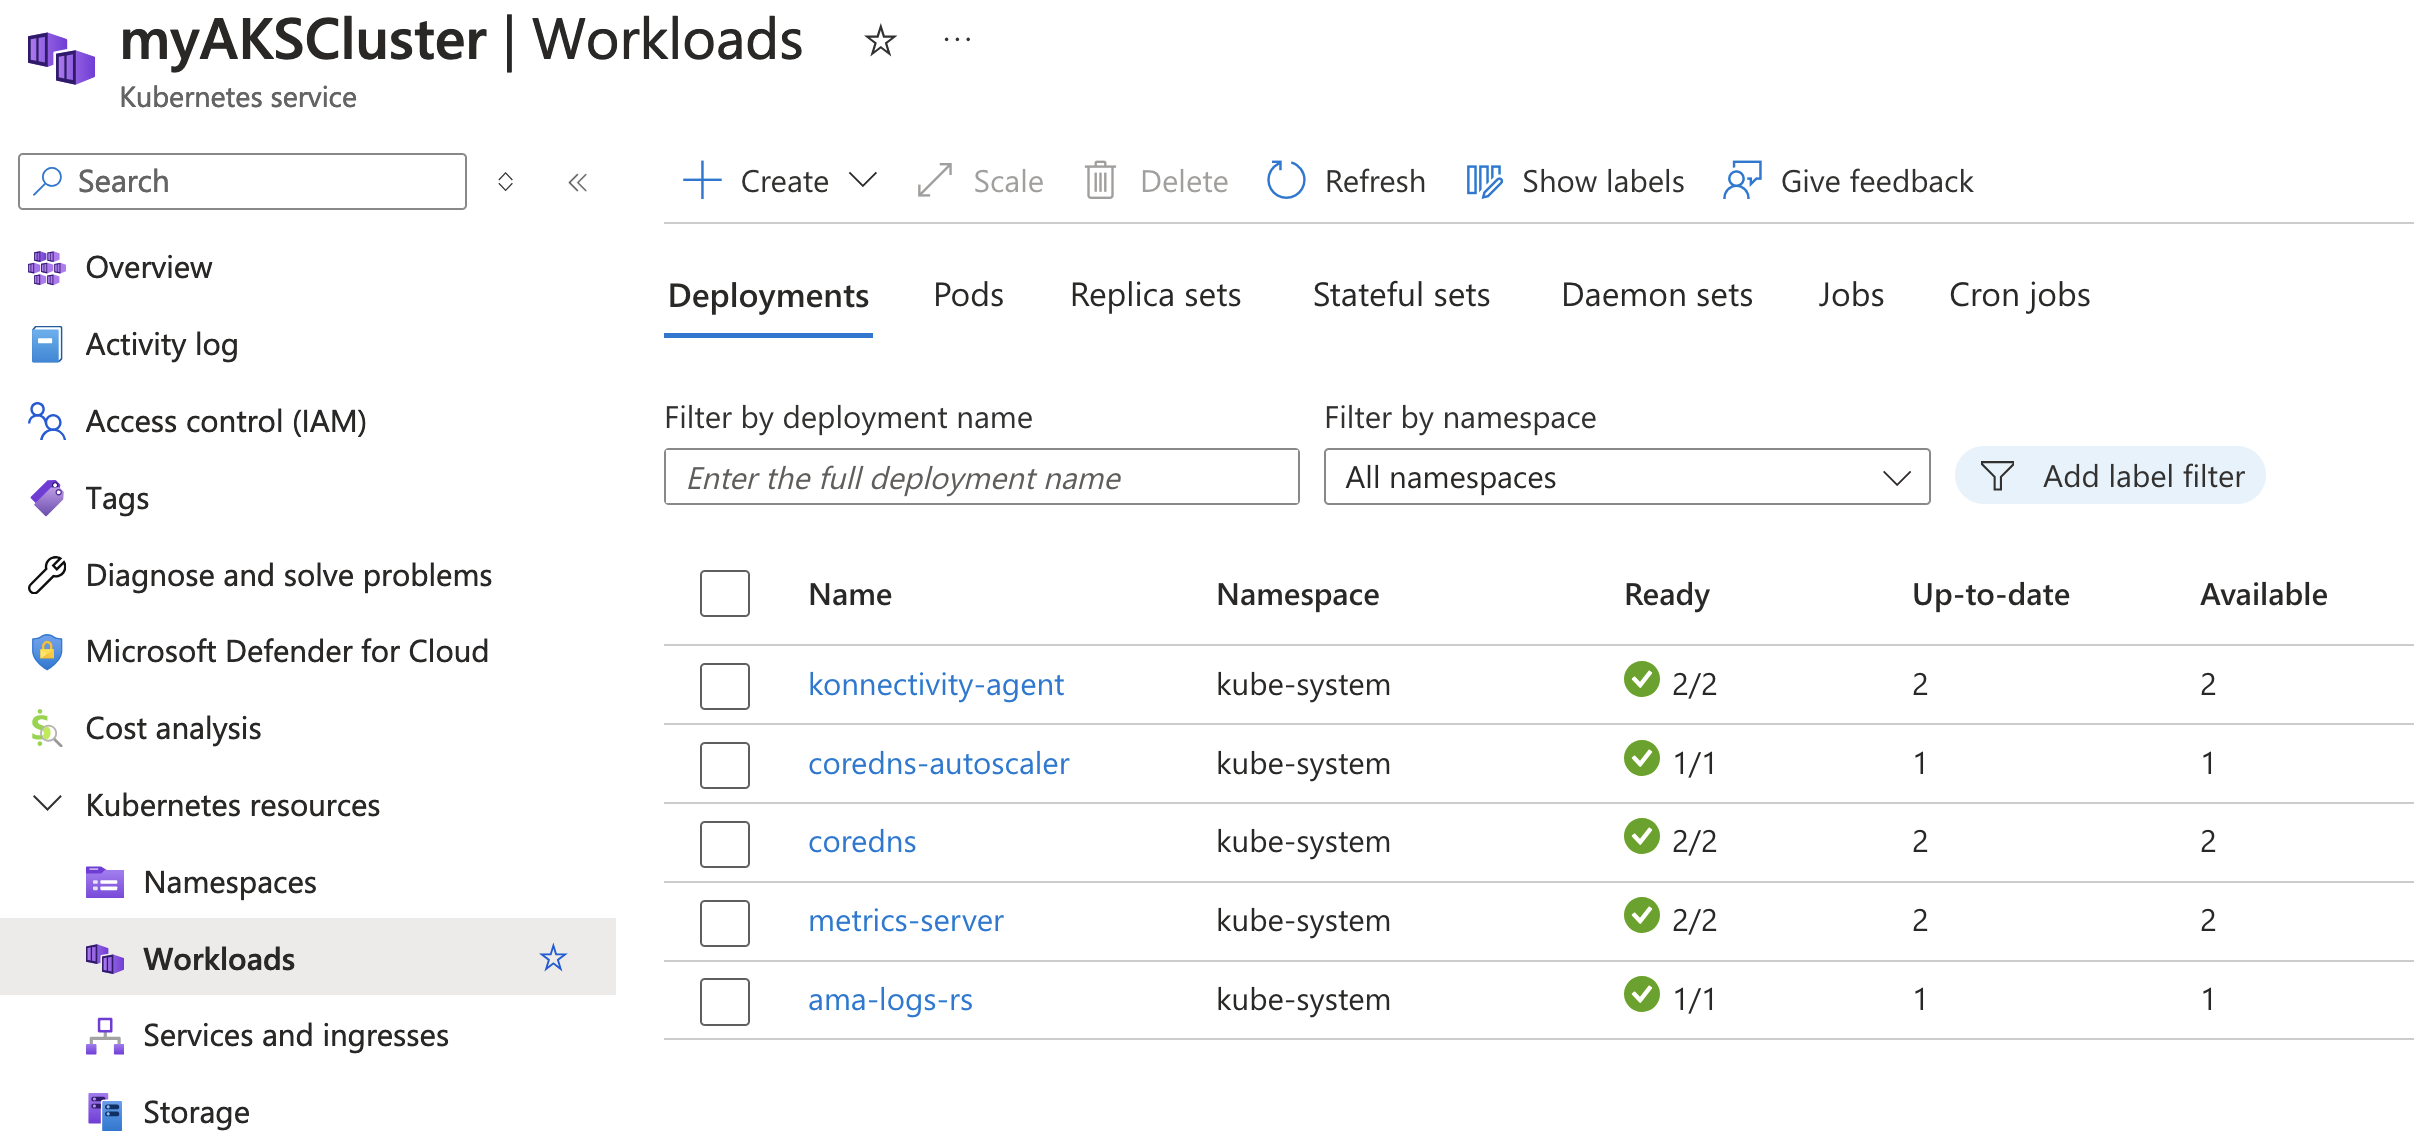 myAKSCluster | Workloads
Kubernetes service
Search
Overview
Activity log
Access control (IAM)
Tags
Diagnose and solve problems
Microsoft Defender for Cloud
Cost analysis
Kubernetes resources
Namespaces
Workloads
Services and ingresses
Storage
Create Scale Delete Refresh Show labels Give feedback
Deployments Pods Replica sets Stateful sets Daemon sets Jobs Cron jobs
Filter by deployment name Filter by namespace
Enter the full deployment name All namespaces Add label filter
Name Namespace Ready Up-to-date Available
konnectivity-agent kube-system 2/2 2 2
coredns-autoscaler kube-system 1/1 1 1
coredns kube-system 2/2 2 2
metrics-server kube-system 2/2 2 2
ama-logs-rs kube-system 1/1 1 1